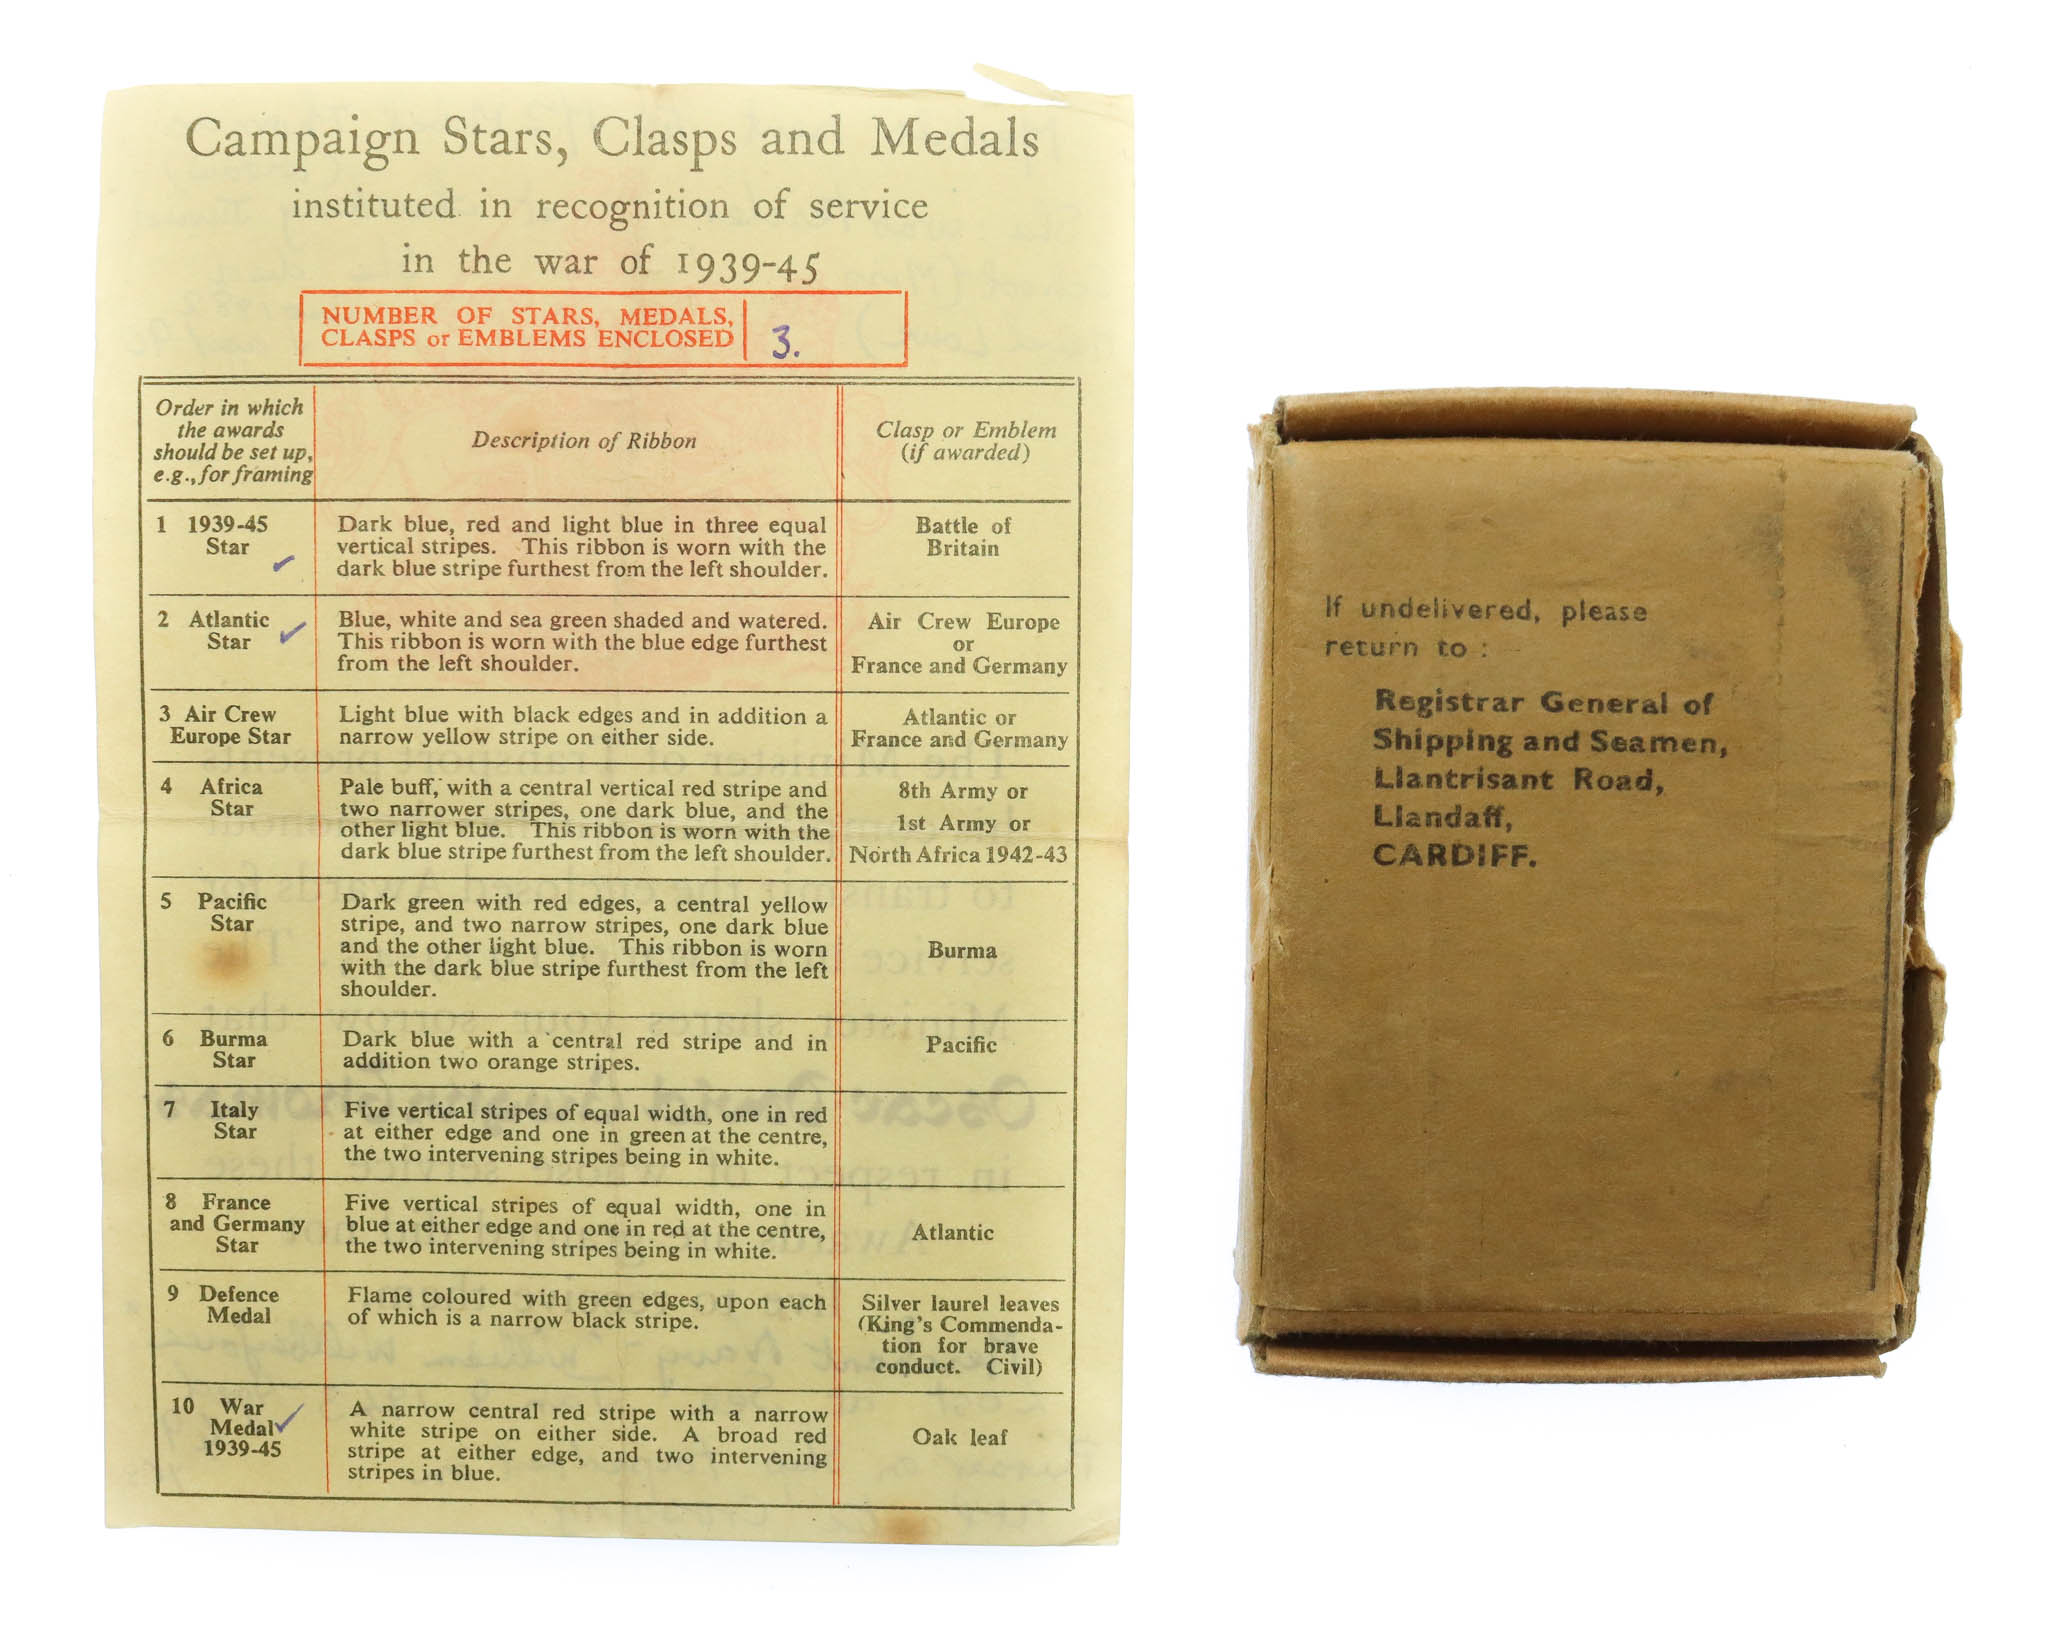 Campaign Stars, Clasps and Medals
instituted in recognition of service
in the war of 1939-45
NUMBER OF STARS, MEDALS,
CLASPS or EMBLEMS ENCLOSED
3.
Order in which
the awards
should be set up,
e.g., for framing
Description of Ribbon
Clasp or Emblem
(if awarded)
1 1939-45
Star ✓
Dark blue, red and light blue in three equal
vertical stripes. This ribbon is worn with the
dark blue stripe furthest from the left shoulder.
Battle of
Britain
2 Atlantic
Star ✓
Blue, white and sea green shaded and watered.
This ribbon is worn with the blue edge furthest
from the left shoulder.
Air Crew Europe
or
France and Germany
3 Air Crew
Europe Star
Light blue with black edges and in addition a
narrow yellow stripe on either side.
Atlantic or
France and Germany
4 Africa
Star
Pale buff, with a central vertical red stripe and
two narrower stripes, one dark blue, and the
other light blue. This ribbon is worn with the
dark blue stripe furthest from the left shoulder.
8th Army or
1st Army or
North Africa 1942-43
5 Pacific
Star
Dark green with red edges, a central yellow
stripe, and two narrow stripes, one dark blue
and the other light blue. This ribbon is worn
with the dark blue stripe furthest from the left
shoulder.
Burma
6 Burma
Star
Dark blue with a central red stripe and in
addition two orange stripes.
Pacific
7 Italy
Star
Five vertical stripes of equal width, one in red
at either edge and one in green at the centre,
the two intervening stripes being in white.
8 France
and Germany
Star
Five vertical stripes of equal width, one in
blue at either edge and one in red at the centre,
the two intervening stripes being in white.
Atlantic
9 Defence
Medal
Flame coloured with green edges, upon each
of which is a narrow black stripe.
Silver laurel leaves
(King's Commenda-
tion for brave
conduct. Civil)
10 War
Medal ✓
1939-45
A narrow central red stripe with a narrow
white stripe on either side. A broad red
stripe at either edge, and two intervening
stripes in blue.
Oak leaf
If undelivered, please
return to :
Registrar General of
Shipping and Seamen,
Llantrisant Road,
Llandaff,
CARDIFF.